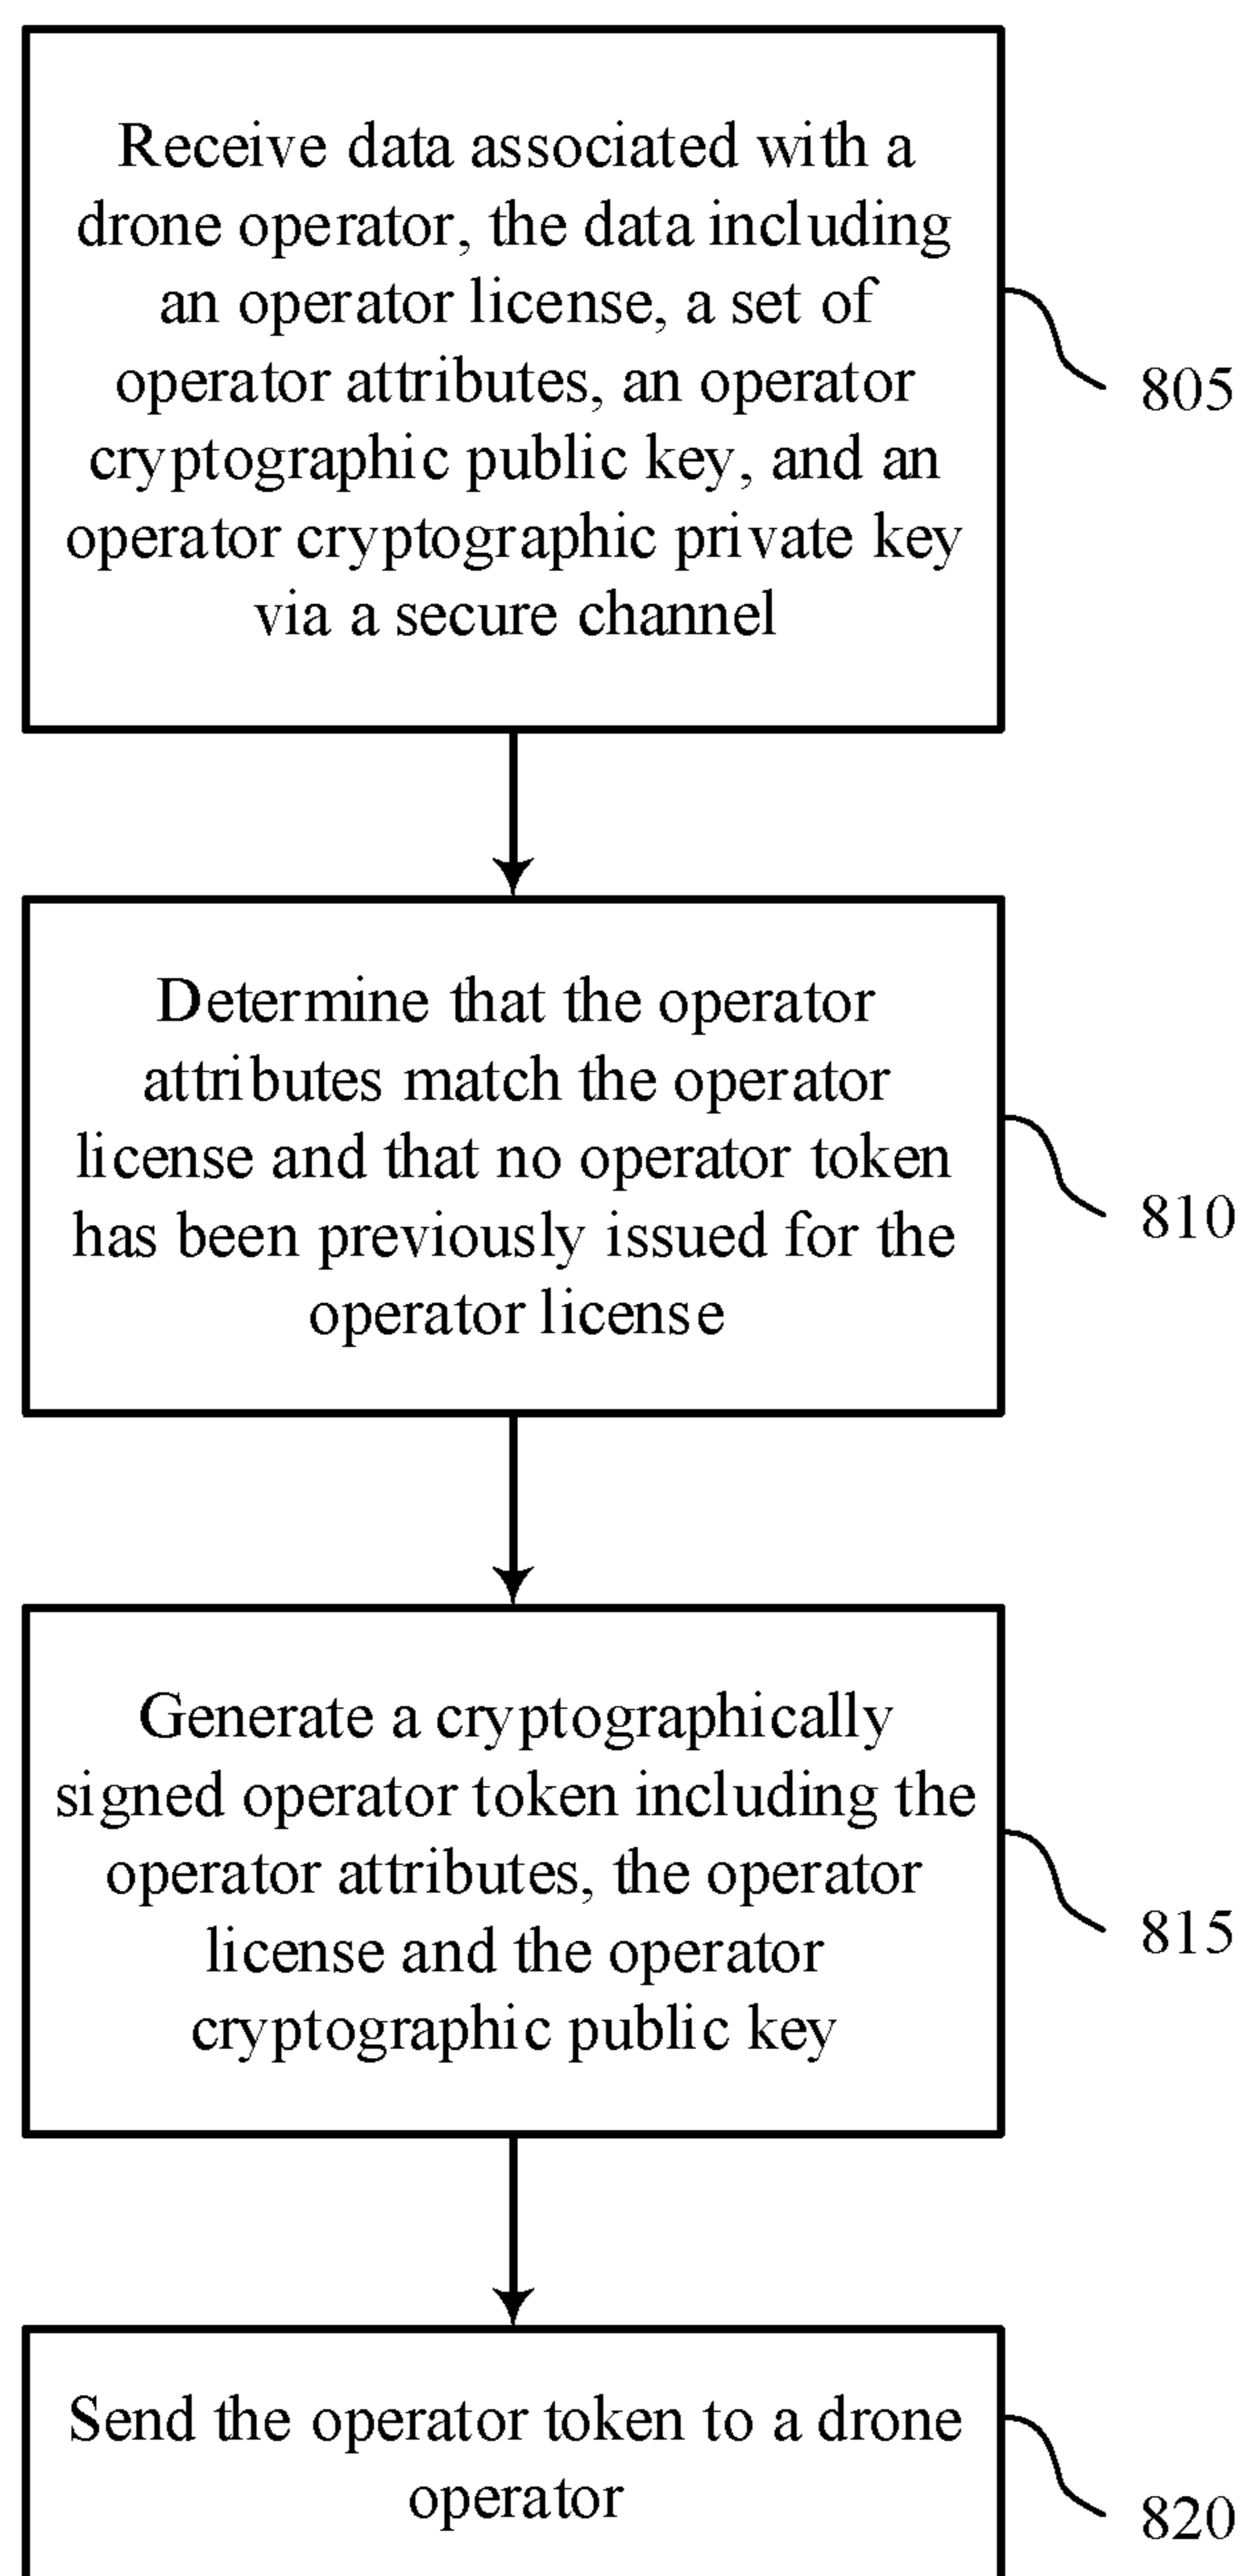 Receive data associated with a
drone operator, the data including
an operator license, a set of
operator attributes, an operator
cryptographic public key, and an
operator cryptographic private key
via a secure channel
805
Determine that the operator
attributes match the operator
license and that no operator token
has been previously issued for the
operator license
810
Generate a cryptographically
signed operator token including the
operator attributes, the operator
license and the operator
cryptographic public key
815
Send the operator token to a drone
operator
820